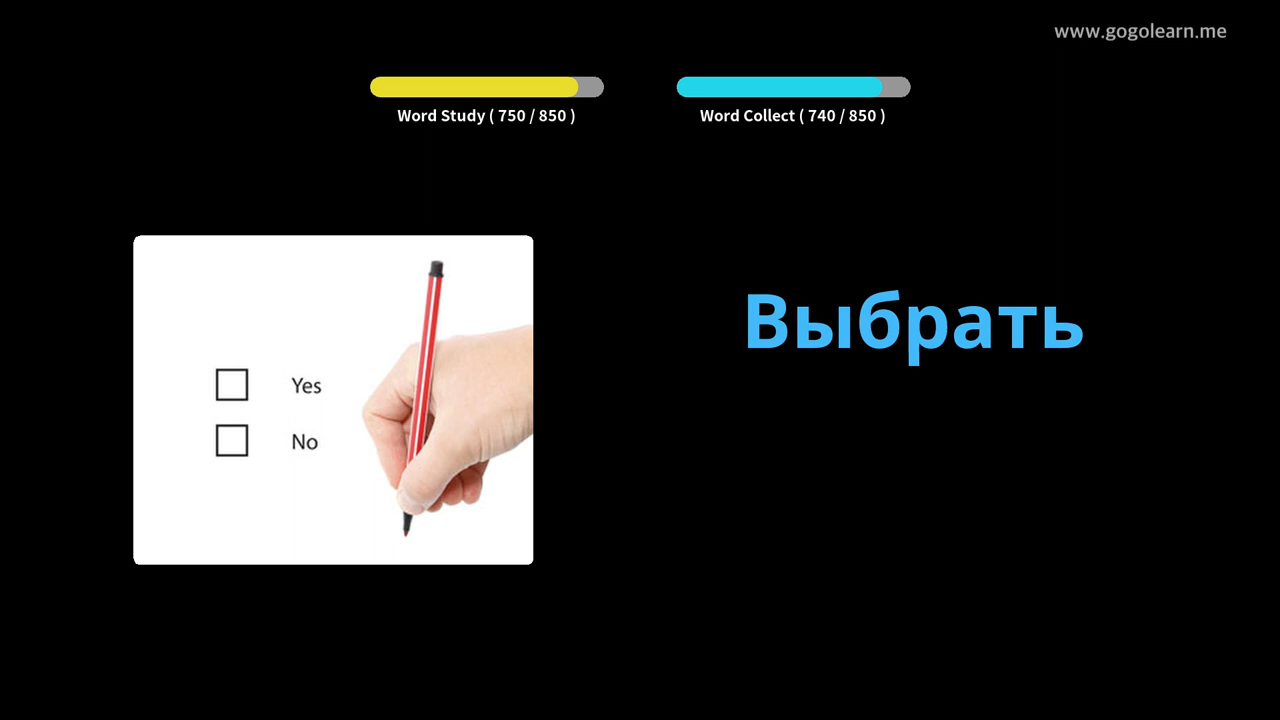 www.gogolearn.me
Word Study ( 750 / 850 )
Word Collect ( 740 / 850 )
Yes
No
Выбрать